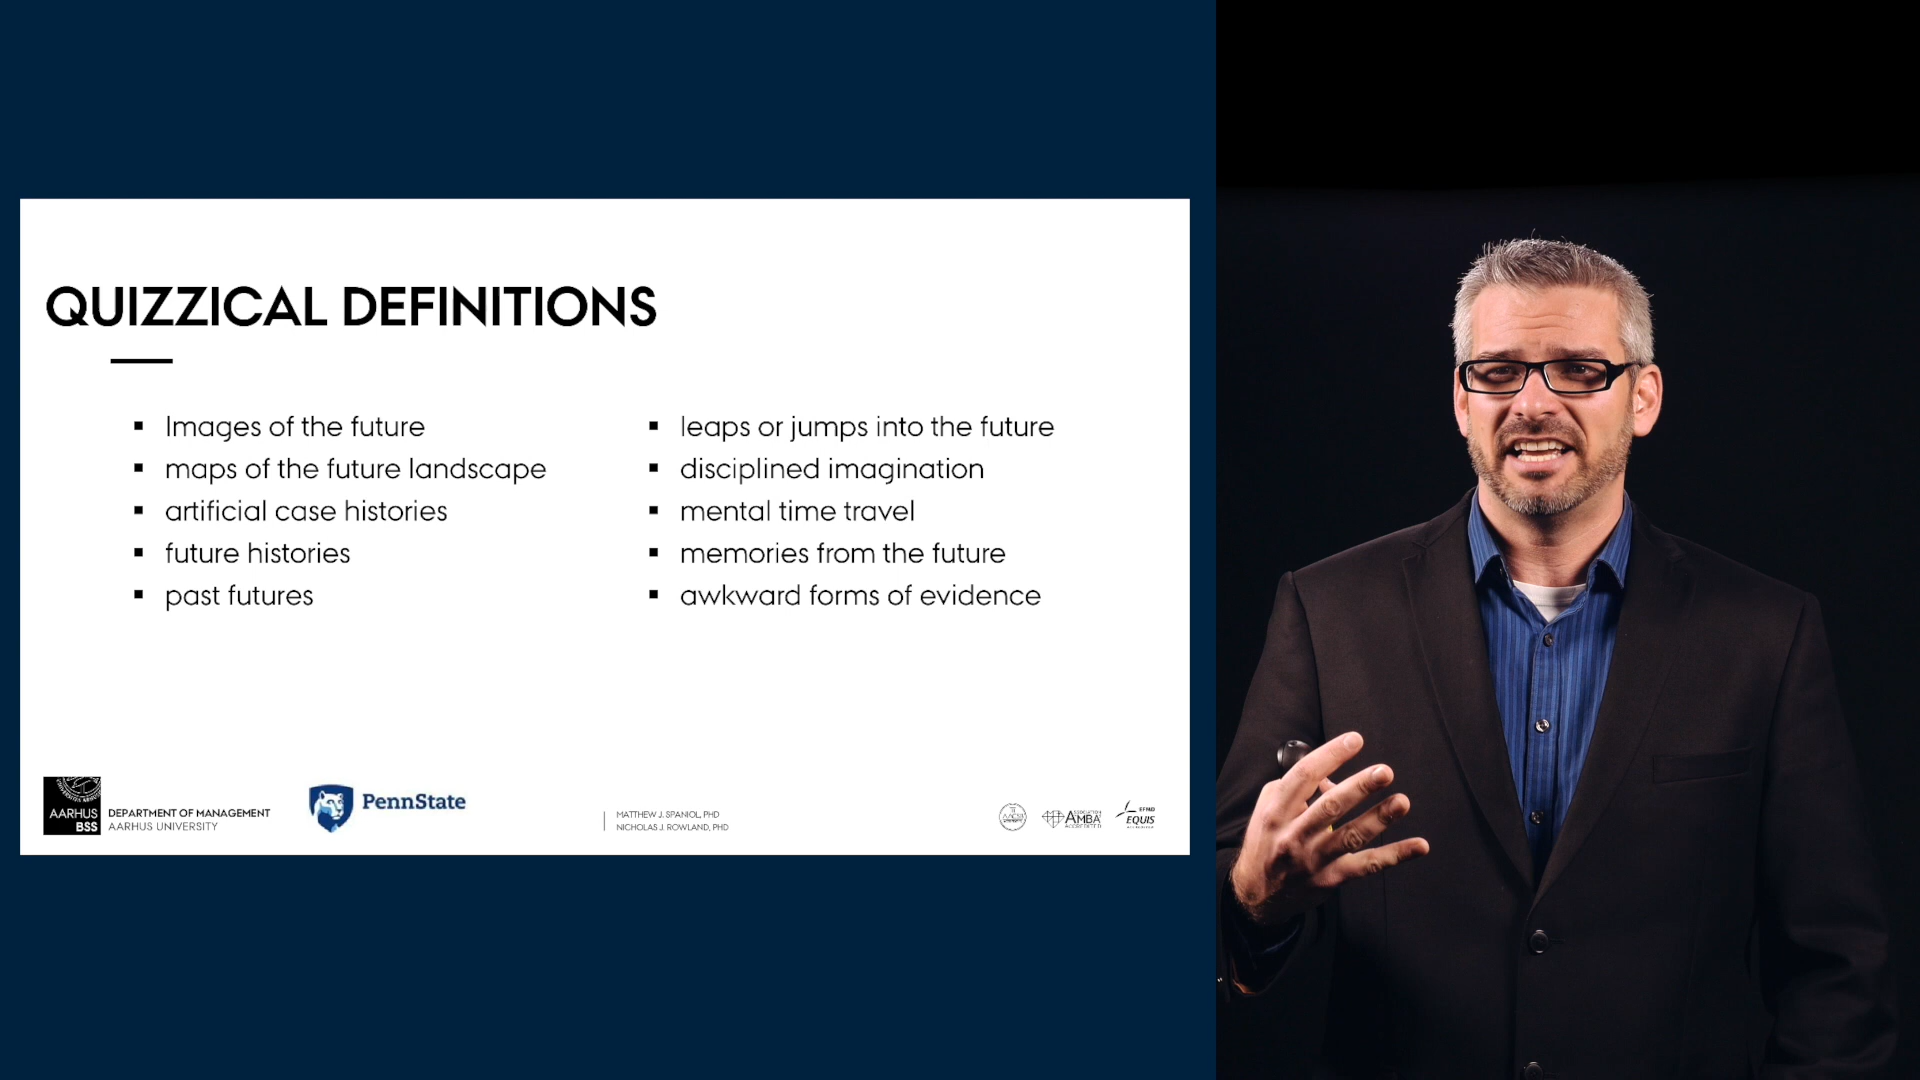 QUIZZICAL DEFINITIONS
Images of the future
maps of the future landscape
artificial case histories
future histories
past futures
leaps or jumps into the future
disciplined imagination
mental time travel
memories from the future
awkward forms of evidence
AARHUS
BSS
DEPARTMENT OF MANAGEMENT
AARHUS UNIVERSITY
PennState
MATTHEW J. SPANIOL, PHD
NICHOLAS J. ROWLAND, PHD
AMBA
EFMD
EQUIS